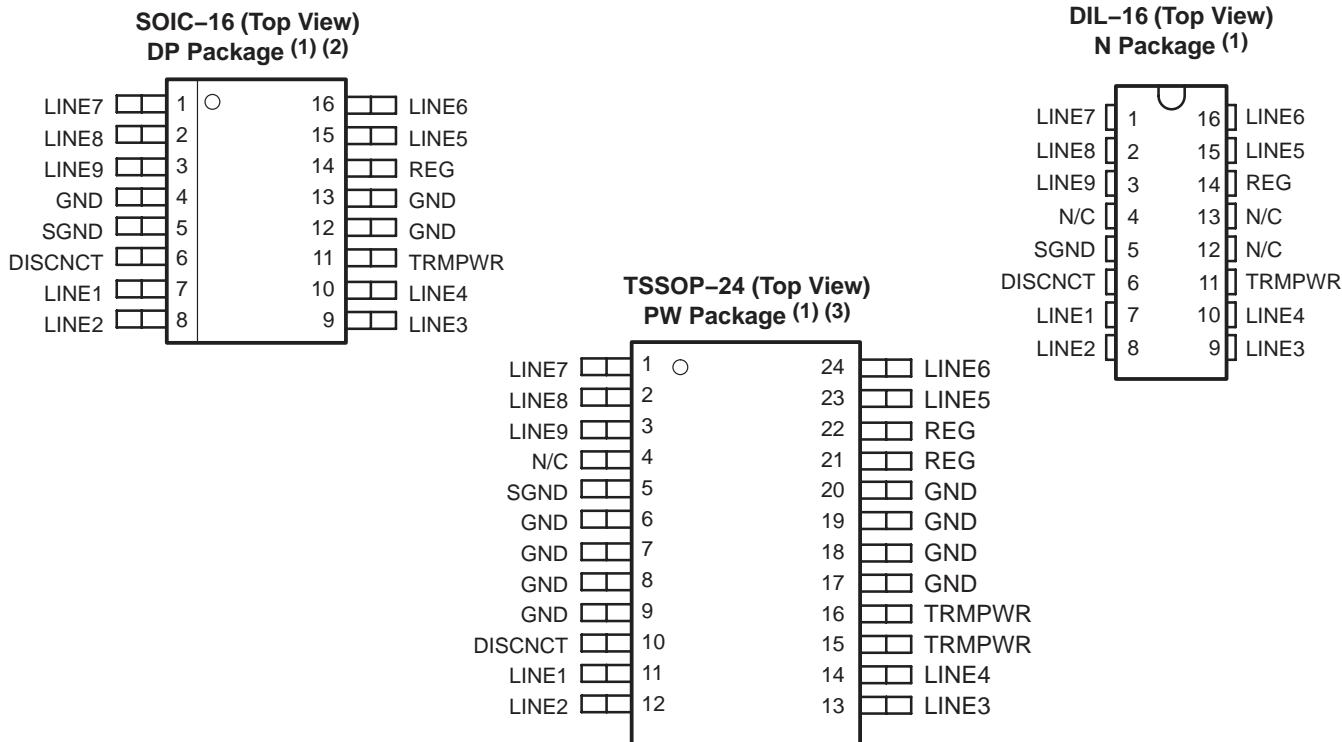 SOIC–16 (Top View)
DP Package (1) (2)
LINE7 1 16 LINE6
LINE8 2 15 LINE5
LINE9 3 14 REG
GND 4 13 GND
SGND 5 12 GND
DISCNCT 6 11 TRMPWR
LINE1 7 10 LINE4
LINE2 8 9 LINE3
DIL–16 (Top View)
N Package (1)
LINE7 1 16 LINE6
LINE8 2 15 LINE5
LINE9 3 14 REG
N/C 4 13 N/C
SGND 5 12 N/C
DISCNCT 6 11 TRMPWR
LINE1 7 10 LINE4
LINE2 8 9 LINE3
TSSOP–24 (Top View)
PW Package (1) (3)
LINE7 1 24 LINE6
LINE8 2 23 LINE5
LINE9 3 22 REG
N/C 4 21 REG
SGND 5 20 GND
GND 6 19 GND
GND 7 18 GND
GND 8 17 GND
GND 9 16 TRMPWR
DISCNCT 10 15 TRMPWR
LINE1 11 14 LINE4
LINE2 12 13 LINE3